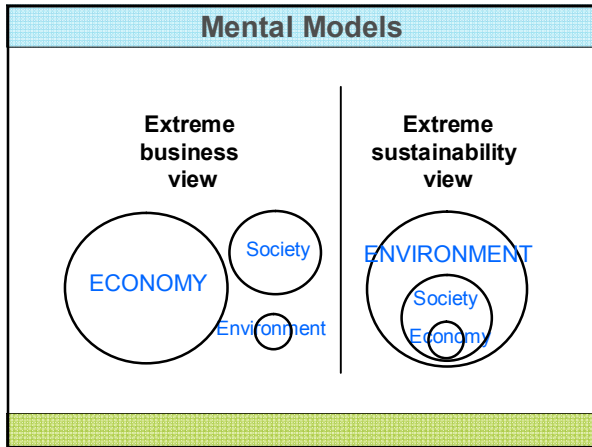 Mental Models
Extreme
business
view
ECONOMY
Society
Environment
Extreme
sustainability
view
ENVIRONMENT
Society
Economy